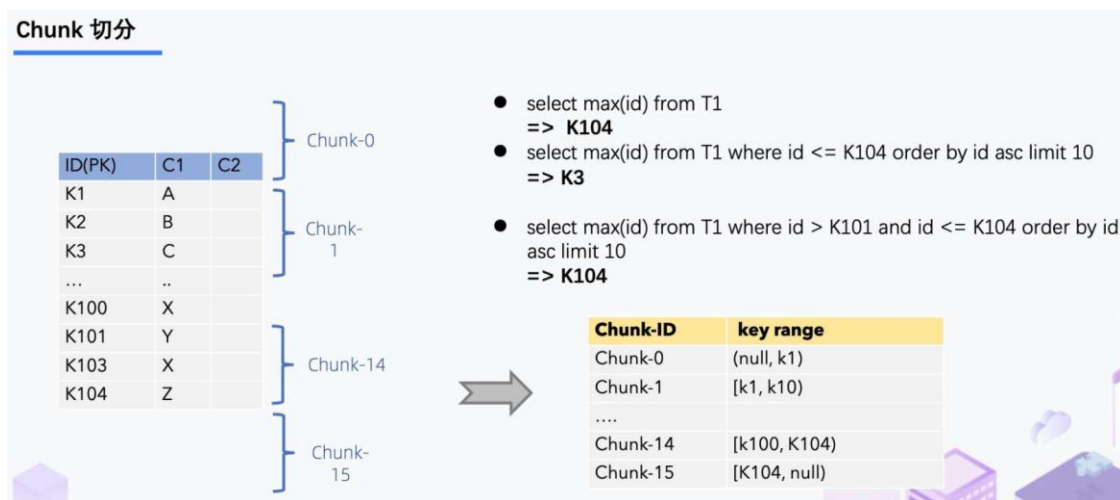 Chunk 切分
ID(PK) C1 C2
K1 A
K2 B
K3 C
... ..
K100 X
K101 Y
K103 X
K104 Z
Chunk-0
Chunk-
1
Chunk-14
Chunk-
15
● select max(id) from T1
=> K104
● select max(id) from T1 where id <= K104 order by id asc limit 10
=> K3
● select max(id) from T1 where id > K101 and id <= K104 order by id
asc limit 10
=> K104
Chunk-ID key range
Chunk-0 (null, k1)
Chunk-1 [k1, k10)
....
Chunk-14 [k100, K104)
Chunk-15 [K104, null)